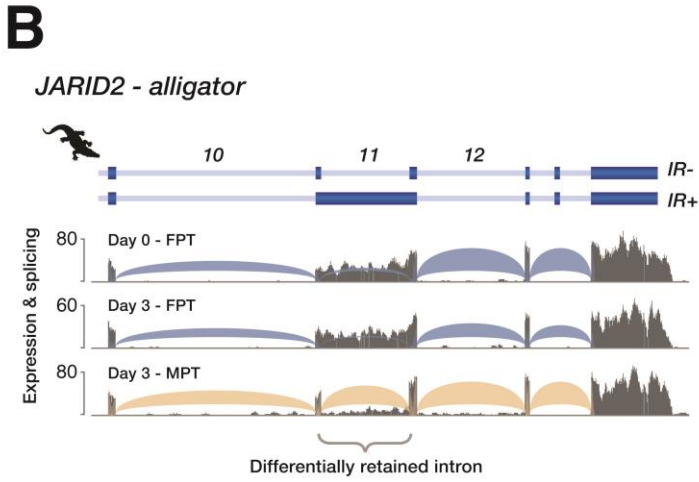 B
JARID2 - alligator
10 11 12
IR-
IR+
Expression & splicing
80
Day 0 - FPT
60
Day 3 - FPT
80
Day 3 - MPT
Differentially retained intron